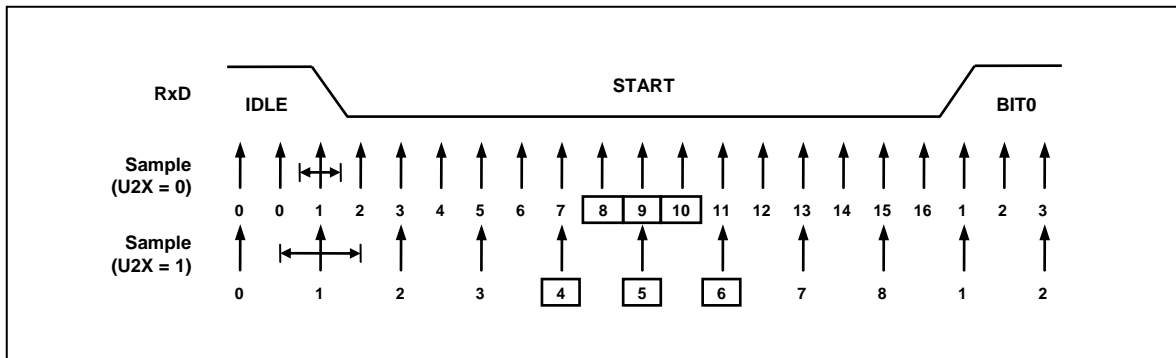 RxD IDLE START BIT0
Sample
(U2X = 0)
0 0 1 2 3 4 5 6 7 8 9 10 11 12 13 14 15 16 1 2 3
Sample
(U2X = 1)
0 1 2 3 4 5 6 7 8 1 2